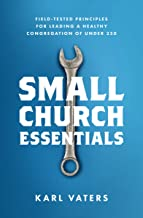 FIELD-TESTED PRINCIPLES
FOR LEADING A HEALTHY
CONGREGATION OF UNDER 250
SMALL
CHURCH
ESSENTIALS
KARL VATERS